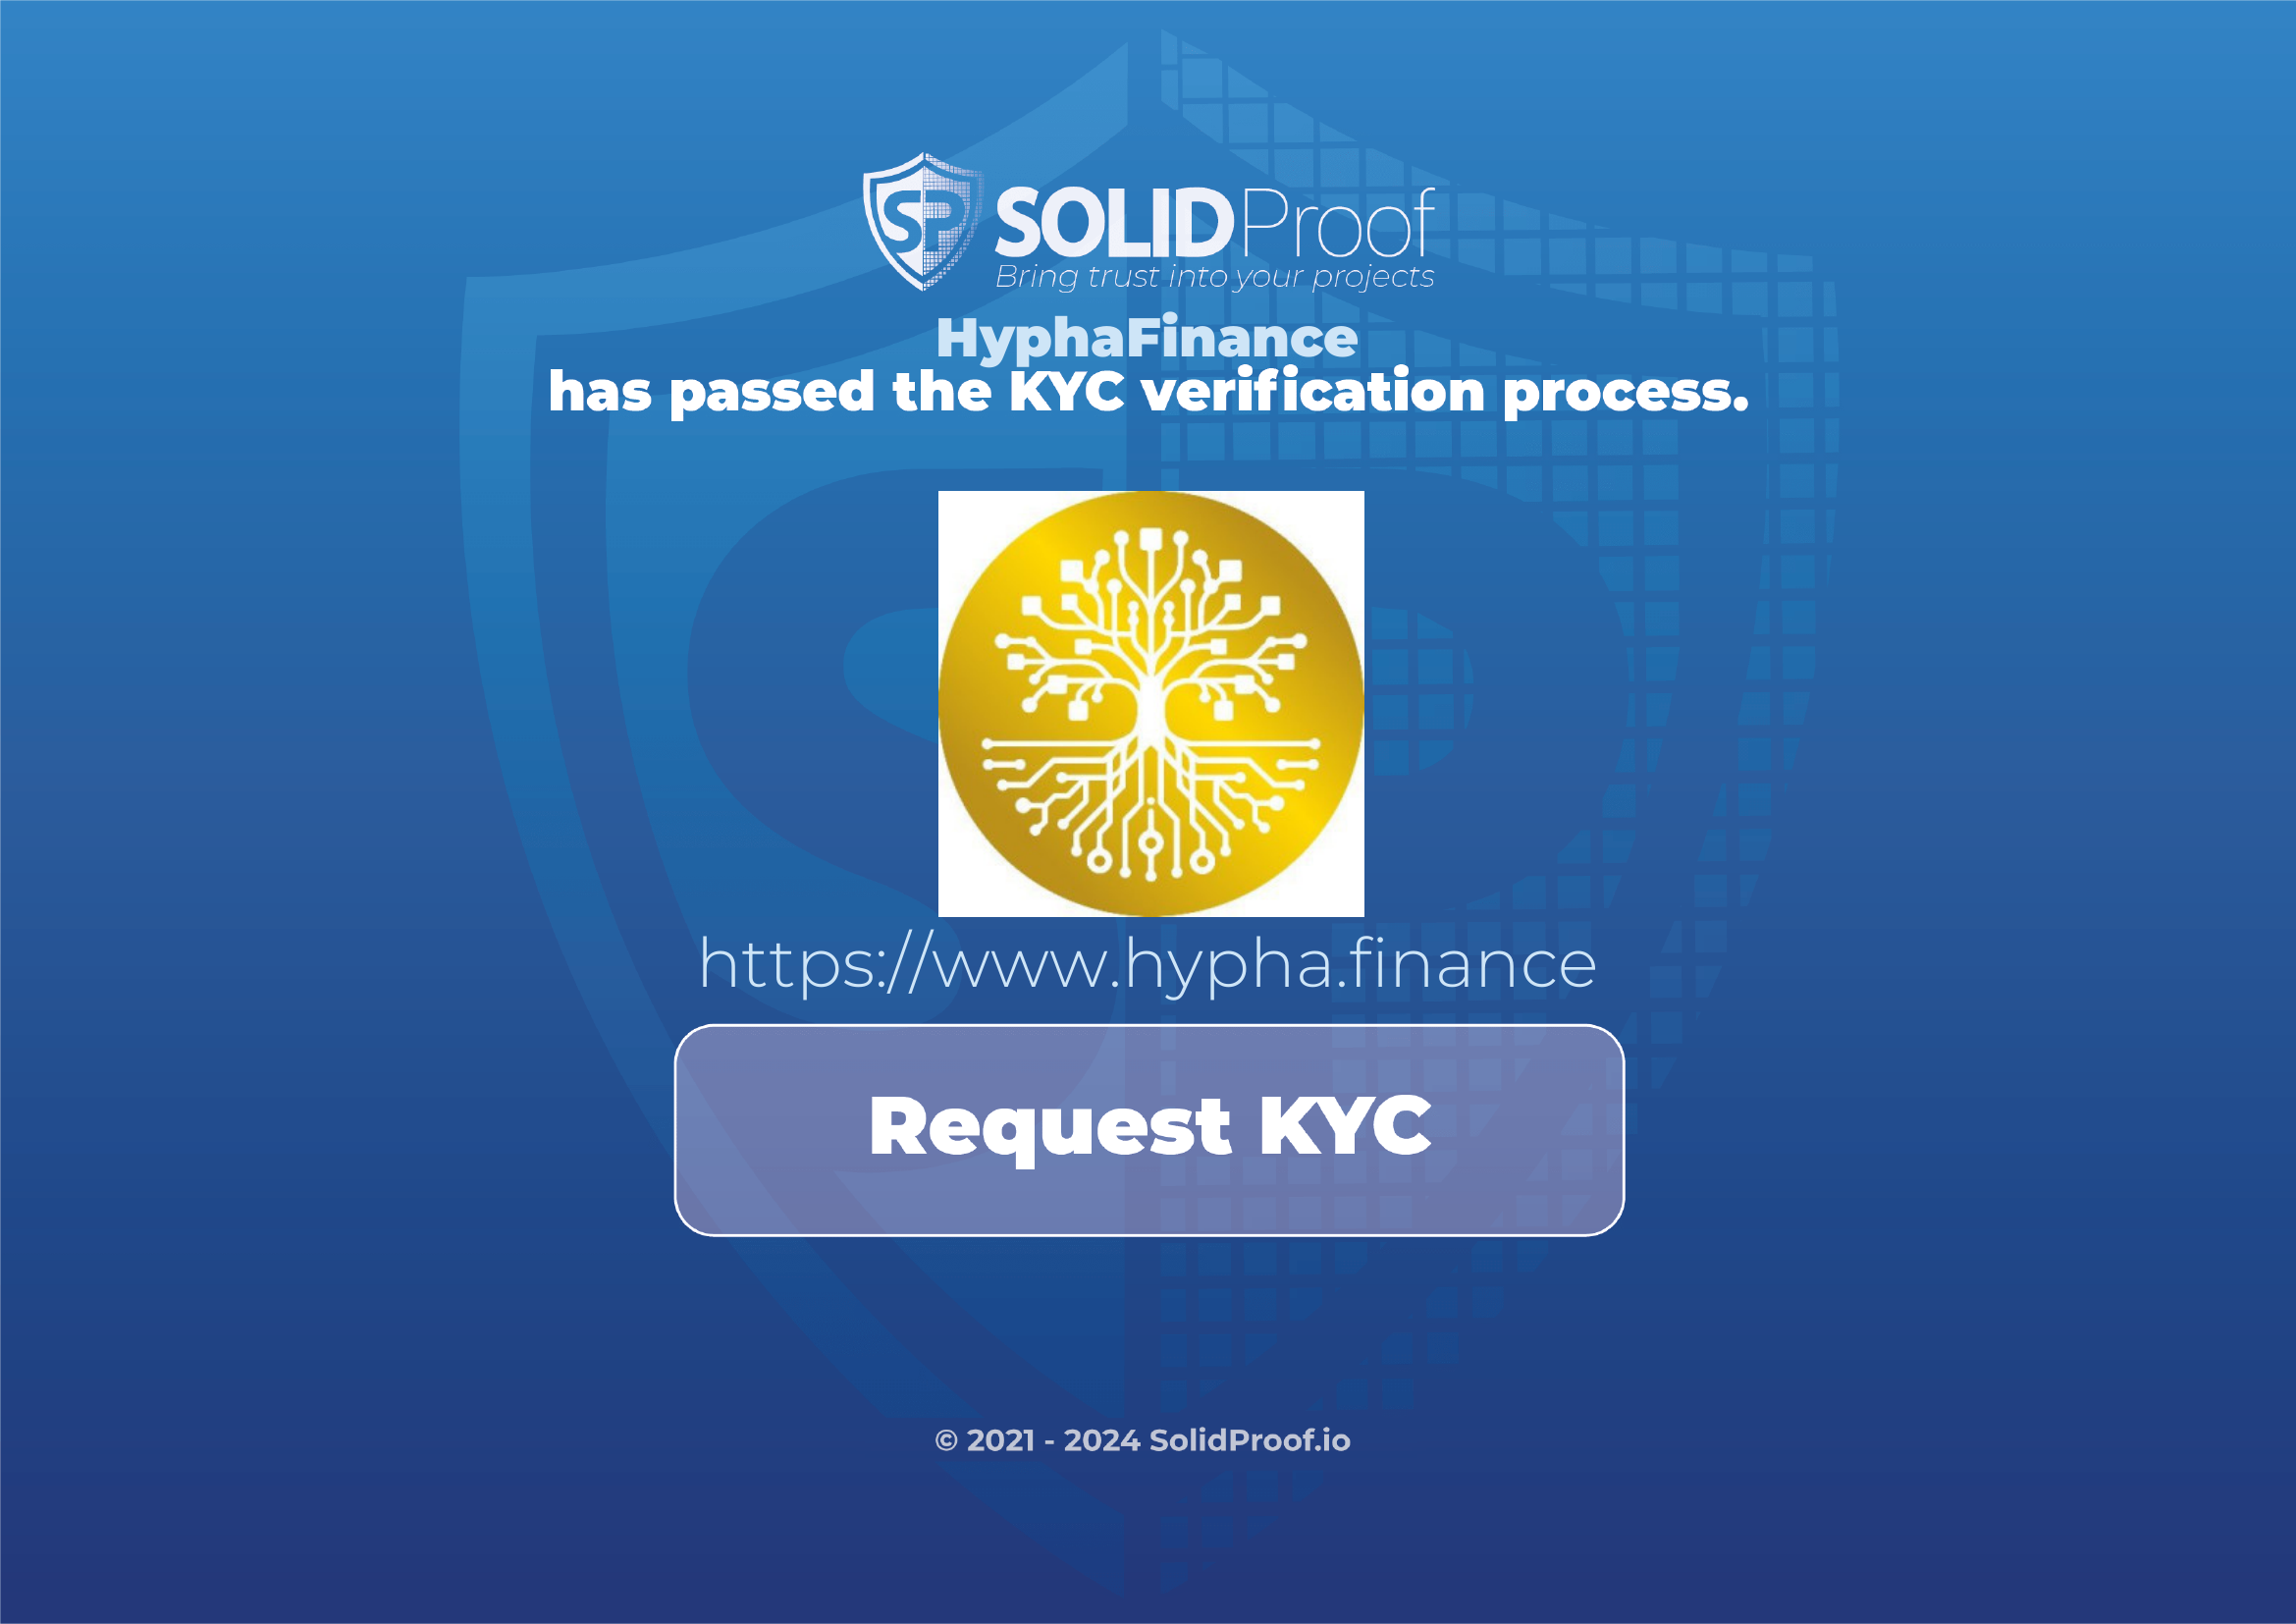 SP
SOLIDProof
Bring trust into your projects
HyphaFinance
has passed the KYC verification process.
https://www.hypha.finance
Request KYC
© 2021 - 2024 SolidProof.io